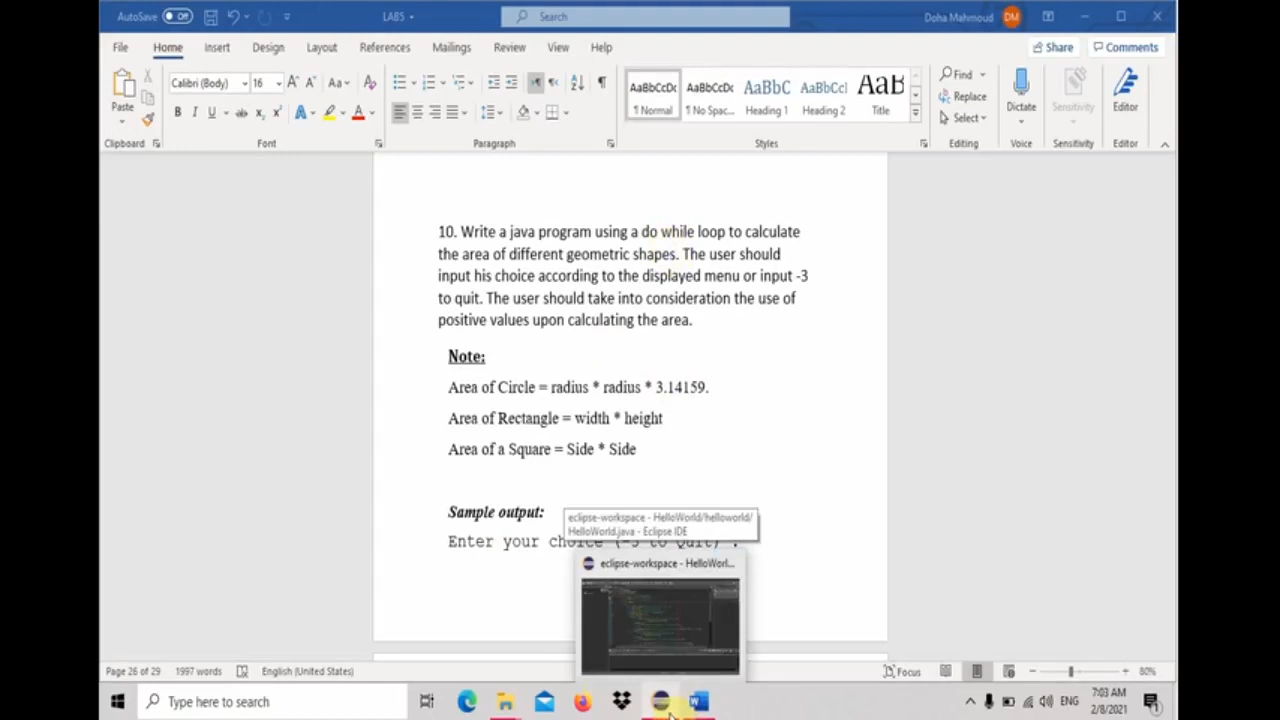 AutoSave Off
LAB5
Search
Doha Mahmoud DM
File Home Insert Design Layout References Mailings Review View Help Share Comments
Paste
Calibri (Body) 16
AaBbCcDc AaBbCcDc AaBbC AaBbCcI AaB
¶ Normal ¶ No Spac... Heading 1 Heading 2 Title
Find
Replace
Select
Dictate Sensitivity Editor
Clipboard Font Paragraph Styles Editing Voice Sensitivity Editor
10. Write a java program using a do while loop to calculate
the area of different geometric shapes. The user should
input his choice according to the displayed menu or input -3
to quit. The user should take into consideration the use of
positive values upon calculating the area.
Note:
Area of Circle = radius * radius * 3.14159.
Area of Rectangle = width * height
Area of a Square = Side * Side
Sample output:
eclipse-workspace - HelloWorld/helloworld/
HelloWorld.java - Eclipse IDE
Enter your choice (-3 to Quit) :
eclipse-workspace - HelloWorl...
Page 26 of 29 1997 words English (United States) Focus 80%
Type here to search
ENG
7:03 AM
2/8/2021